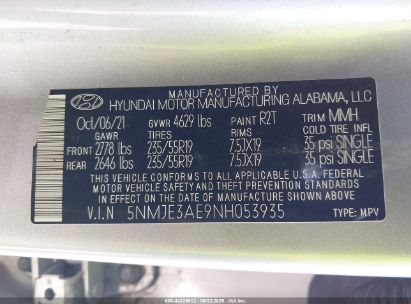 MANUFACTURED BY
HYUNDAI MOTOR MANUFACTURING ALABAMA, LLC
Oct/06/21 GVWR 4629 lbs PAINT R2T TRIM MMH
GAWR TIRES RIMS COLD TIRE INFL
FRONT 2778 lbs 235/55R19 7.5JX19 35 psi SINGLE
REAR 2646 lbs 235/55R19 7.5JX19 35 psi SINGLE
THIS VEHICLE CONFORMS TO ALL APPLICABLE U.S.A FEDERAL
MOTOR VEHICLE SAFETY, BUMPER, AND THEFT PREVENTION STANDARDS
IN EFFECT ON THE DATE OF MANUFACTURE SHOWN ABOVE.
V.I.N 5NMJE3AE9NH053935 TYPE: MPV